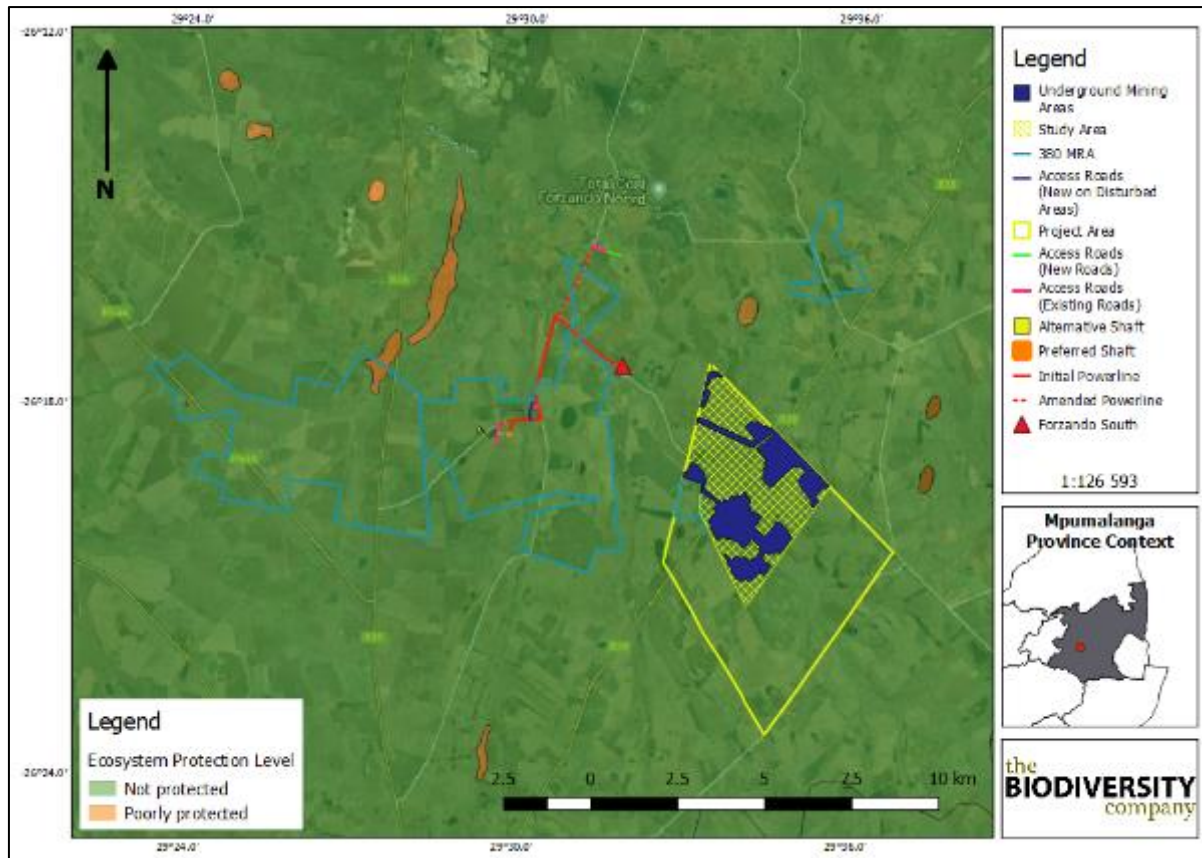 29°24.0'
29°30.0'
29°36.0'
-26°12.0'
-26°18.0'
-26°24.0'
N
Total Coal
Forzando Noord
Legend
Underground Mining
Areas
Study Area
380 MRA
Access Roads
(New on Disturbed
Areas)
Project Area
Access Roads
(New Roads)
Access Roads
(Existing Roads)
Alternative Shaft
Preferred Shaft
Initial Powerline
Amended Powerline
Forzando South
1:126 593
Mpumalanga
Province Context
Legend
Ecosystem Protection Level
Not protected
Poorly protected
2.5 0 2.5 5 7.5 10 km
29°24.0'
29°30.0'
29°36.0'
the
BIODIVERSITY
company